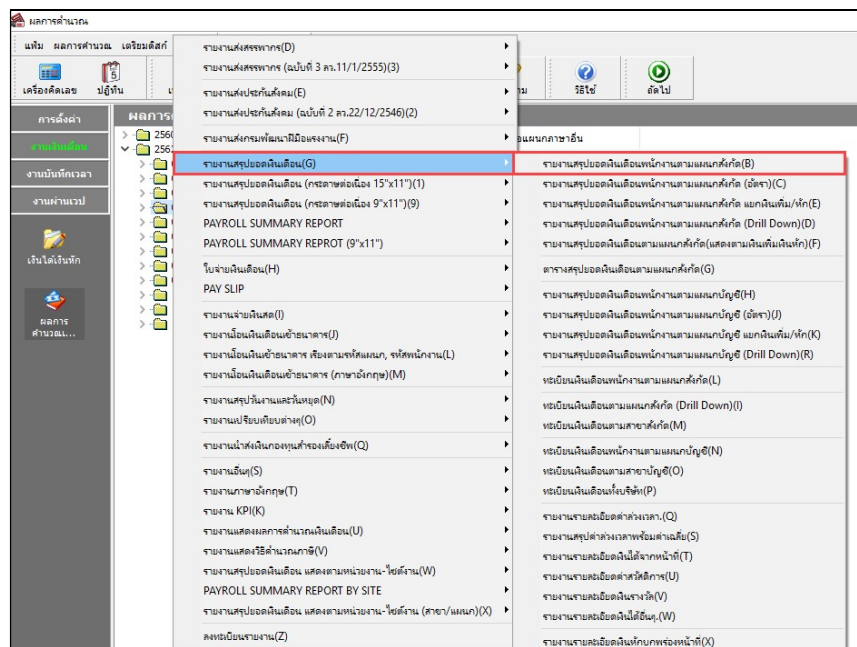 ผลการคำนวณ
แฟ้ม ผลการคำนวณ เตรียมดิสก์
เครื่องคิดเลข ปฏิทิน วิธีใช้ ถัดไป
การตั้งค่า
งานเงินเดือน
งานบันทึกเวลา
งานผ่านเวป
เงินได้เงินหัก
ผลการ
คำนวณเ...
รายงานส่งสรรพากร(D)
รายงานส่งสรรพากร (ฉบับที่ 3 ลว.11/1/2555)(3)
รายงานส่งประกันสังคม(E)
รายงานส่งประกันสังคม (ฉบับที่ 2 ลว.22/12/2546)(2)
รายงานส่งกรมพัฒนาฝีมือแรงงาน(F)
รายงานสรุปยอดเงินเดือน(G)
รายงานสรุปยอดเงินเดือน (กระดาษต่อเนื่อง 15"x11")(1)
รายงานสรุปยอดเงินเดือน (กระดาษต่อเนื่อง 9"x11")(9)
PAYROLL SUMMARY REPORT
PAYROLL SUMMARY REPROT (9"x11")
ใบจ่ายเงินเดือน(H)
PAY SLIP
รายงานจ่ายเงินสด(I)
รายงานโอนเงินเดือนเข้าธนาคาร(J)
รายงานโอนเงินเข้าธนาคาร เรียงตามรหัสแผนก, รหัสพนักงาน(L)
รายงานโอนเงินเดือนเข้าธนาคาร (ภาษาอังกฤษ)(M)
รายงานสรุปวันงานและวันหยุด(N)
รายงานเปรียบเทียบต่างๆ(O)
รายงานนำส่งเงินกองทุนสำรองเลี้ยงชีพ(Q)
รายงานอื่นๆ(S)
รายงานภาษาอังกฤษ(T)
รายงาน KPI(K)
รายงานแสดงผลการคำนวณเงินเดือน(U)
รายงานแสดงวิธีคำนวณภาษี(V)
รายงานสรุปยอดเงินเดือน แสดงตามหน่วยงาน-ไซต์งาน(W)
PAYROLL SUMMARY REPORT BY SITE
รายงานสรุปยอดเงินเดือน แสดงตามหน่วยงาน-ไซต์งาน (สาขา/แผนก)(X)
ลงทะเบียนรายงาน(Z)
อแผนกภาษาอื่น
รายงานสรุปยอดเงินเดือนพนักงานตามแผนกสังกัด(B)
รายงานสรุปยอดเงินเดือนพนักงานตามแผนกสังกัด (อัตรา)(C)
รายงานสรุปยอดเงินเดือนพนักงานตามแผนกสังกัด แยกเงินเพิ่ม/หัก(E)
รายงานสรุปยอดเงินเดือนพนักงานตามแผนกสังกัด (Drill Down)(D)
รายงานสรุปยอดเงินเดือนตามแผนกสังกัด(แสดงตามเงินเพิ่มเงินหัก)(F)
ตารางสรุปยอดเงินเดือนตามแผนกสังกัด(G)
รายงานสรุปยอดเงินเดือนพนักงานตามแผนกบัญชี(H)
รายงานสรุปยอดเงินเดือนพนักงานตามแผนกบัญชี (อัตรา)(J)
รายงานสรุปยอดเงินเดือนพนักงานตามแผนกบัญชี แยกเงินเพิ่ม/หัก(K)
รายงานสรุปยอดเงินเดือนพนักงานตามแผนกบัญชี (Drill Down)(R)
ทะเบียนเงินเดือนพนักงานตามแผนกสังกัด(L)
ทะเบียนเงินเดือนตามแผนกสังกัด (Drill Down)(I)
ทะเบียนเงินเดือนตามสาขาสังกัด(M)
ทะเบียนเงินเดือนพนักงานตามแผนกบัญชี(N)
ทะเบียนเงินเดือนตามสาขาบัญชี(O)
ทะเบียนเงินเดือนทั้งบริษัท(P)
รายงานรายละเอียดค่าล่วงเวลา.(Q)
รายงานสรุปค่าล่วงเวลาพร้อมค่าเฉลี่ย(S)
รายงานรายละเอียดเงินได้จากหน้าที่(T)
รายงานรายละเอียดค่าสวัสดิการ(U)
รายงานรายละเอียดเงินรางวัล(V)
รายงานรายละเอียดเงินได้อื่นๆ.(W)
รายงานรายละเอียดเงินหักบกพร่องหน้าที่(X)